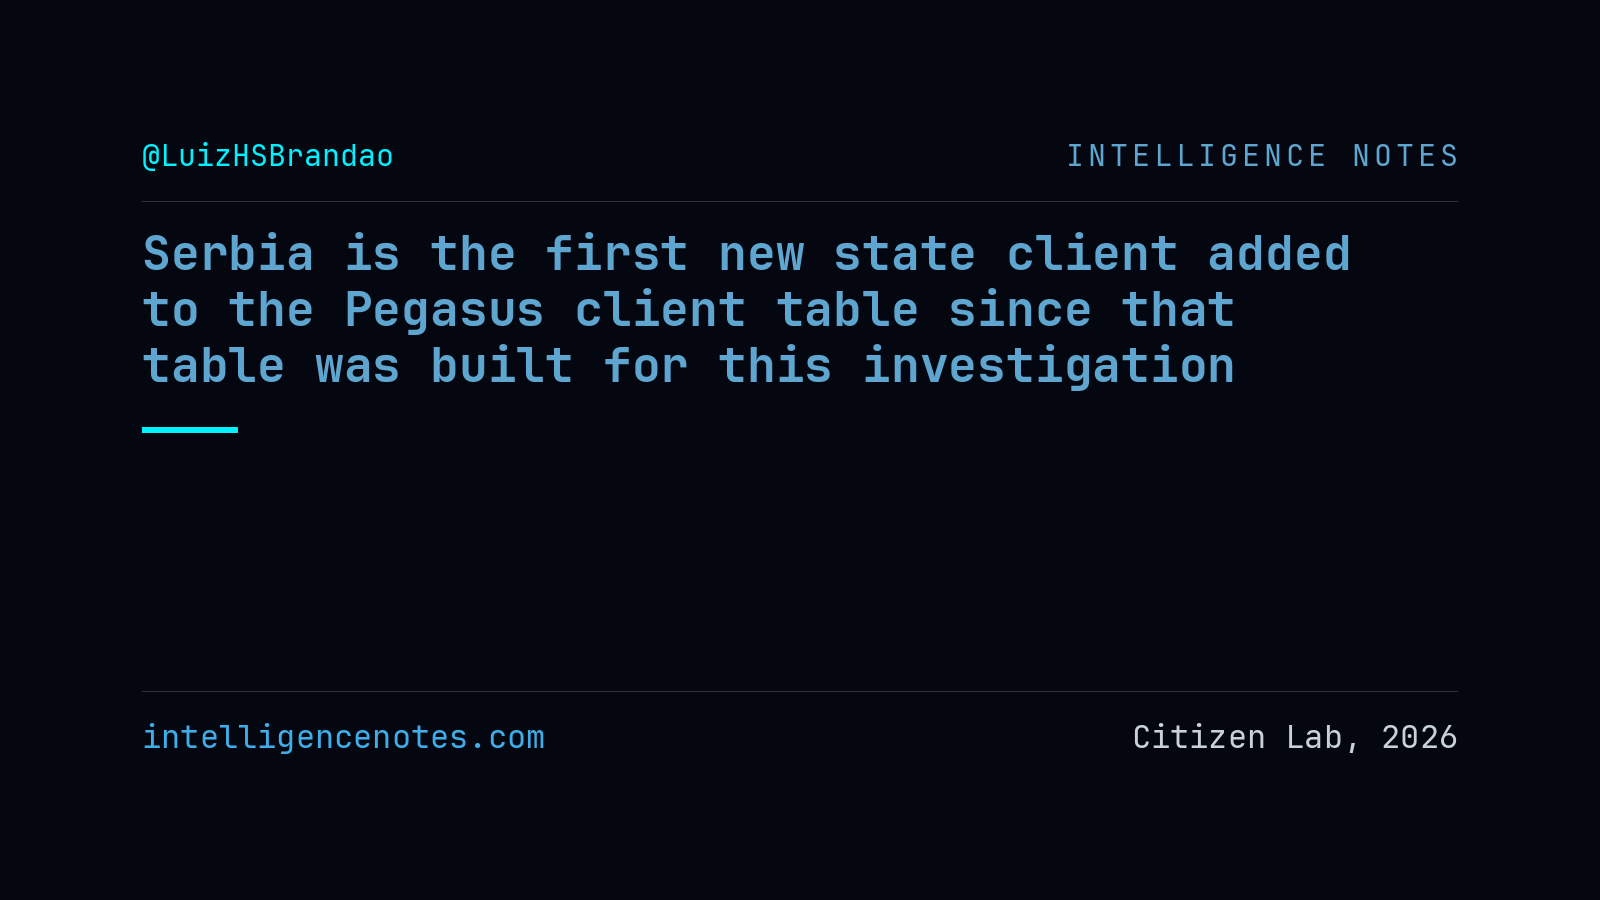 @LuizHSBrandao
INTELLIGENCE NOTES
Serbia is the first new state client added
to the Pegasus client table since that
table was built for this investigation
intelligencenotes.com
Citizen Lab, 2026